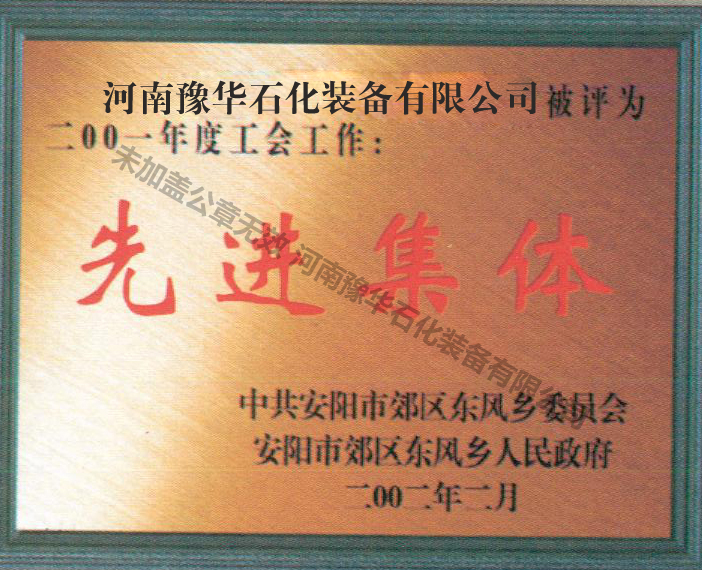 河南豫华石化装备有限公司被评为
二00一年度工会工作：
先进集体
中共安阳市郊区东风乡委员会
安阳市郊区东风乡人民政府
二00二年二月
未加盖公章无效 河南豫华石化装备有限公司